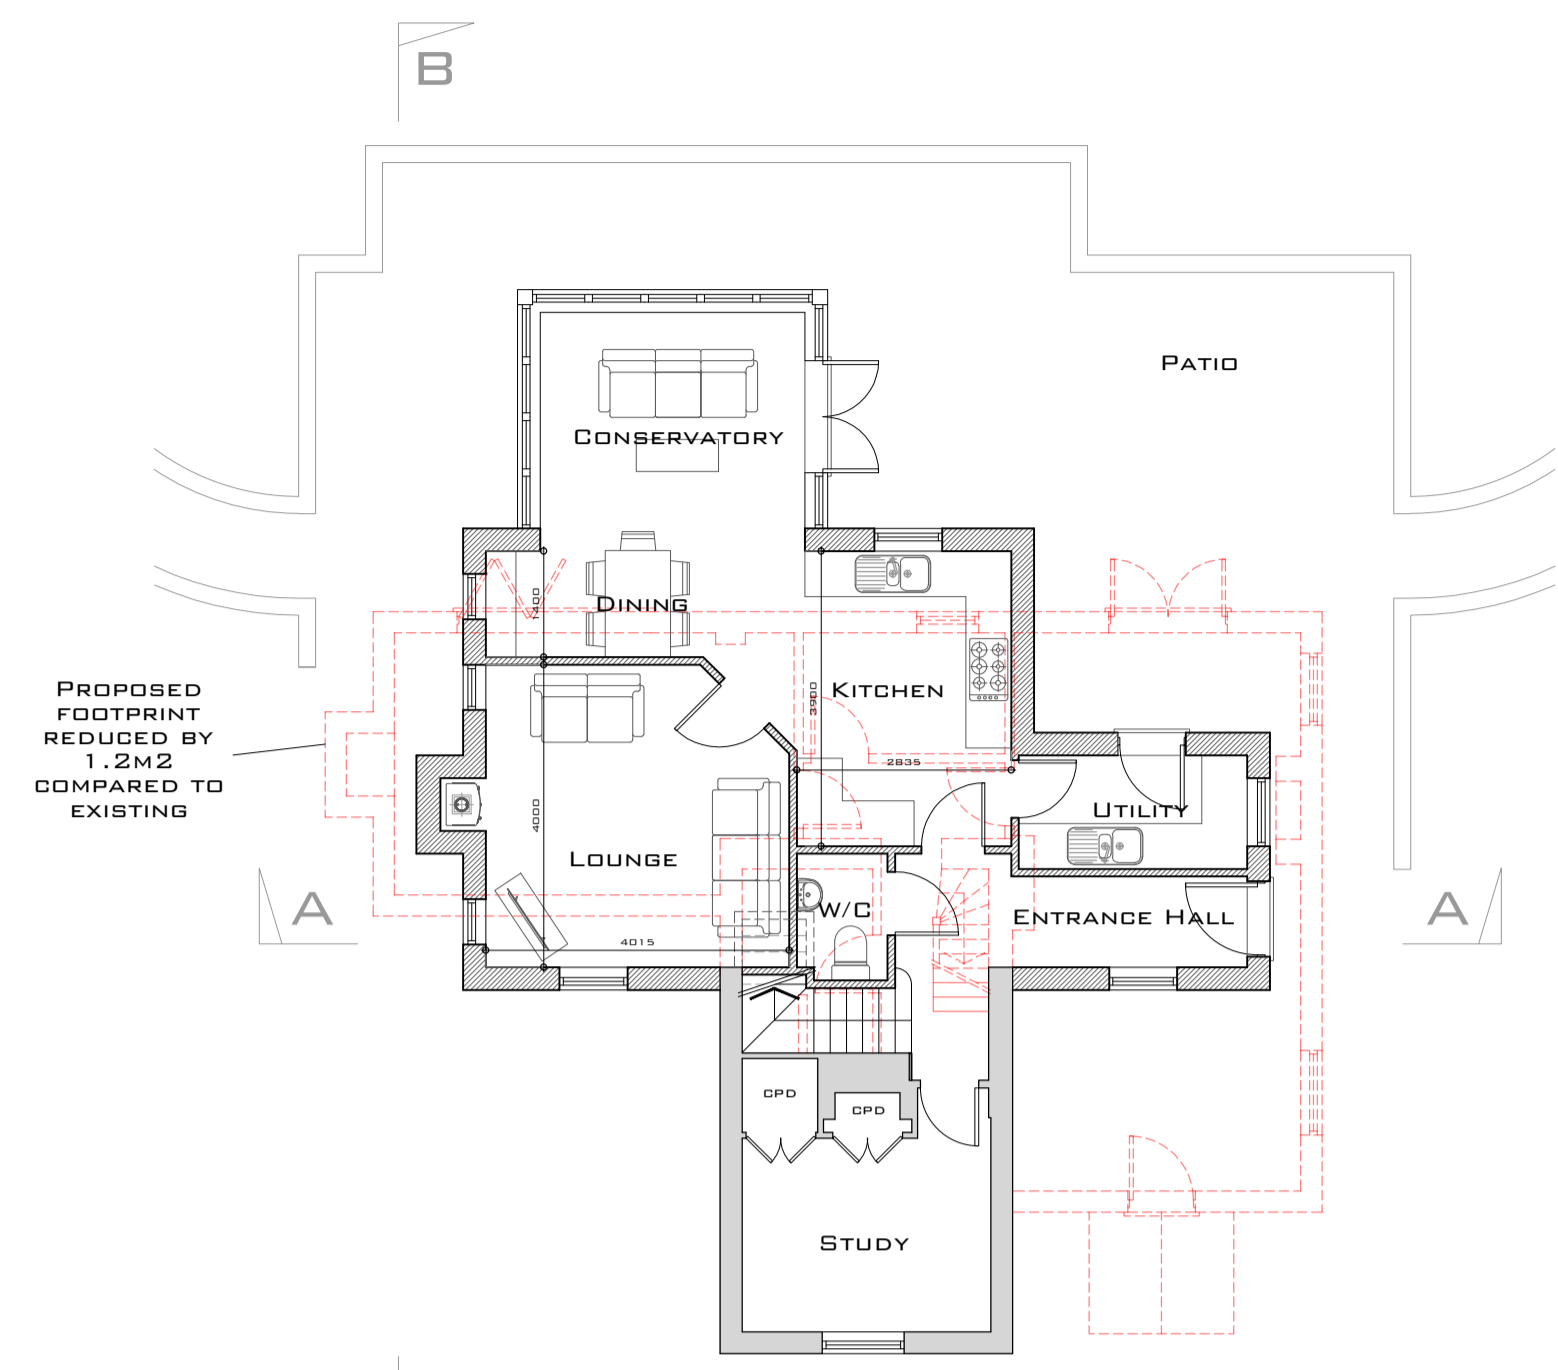 B
PATIO
CONSERVATORY
1400
DINING
PROPOSED
FOOTPRINT
REDUCED BY
1.2M2
COMPARED TO
EXISTING
KITCHEN
3900
2835
4000
UTILITY
LOUNGE
A
W/C
ENTRANCE HALL
A
4015
CPD
CPD
STUDY